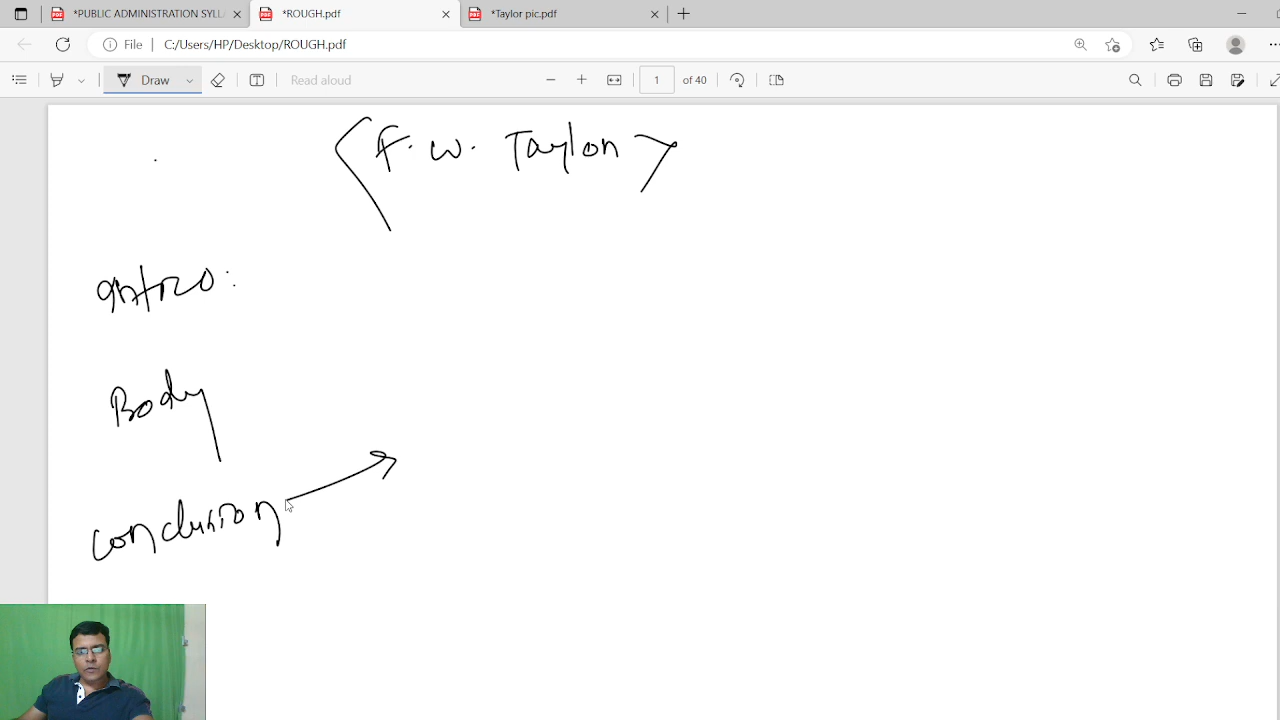 *PUBLIC ADMINISTRATION SYLLA
*ROUGH.pdf
*Taylor pic.pdf
File
C:/Users/HP/Desktop/ROUGH.pdf
Draw
Read aloud
1
of 40
F. W. Taylor
Intro:
Body
Conclusion